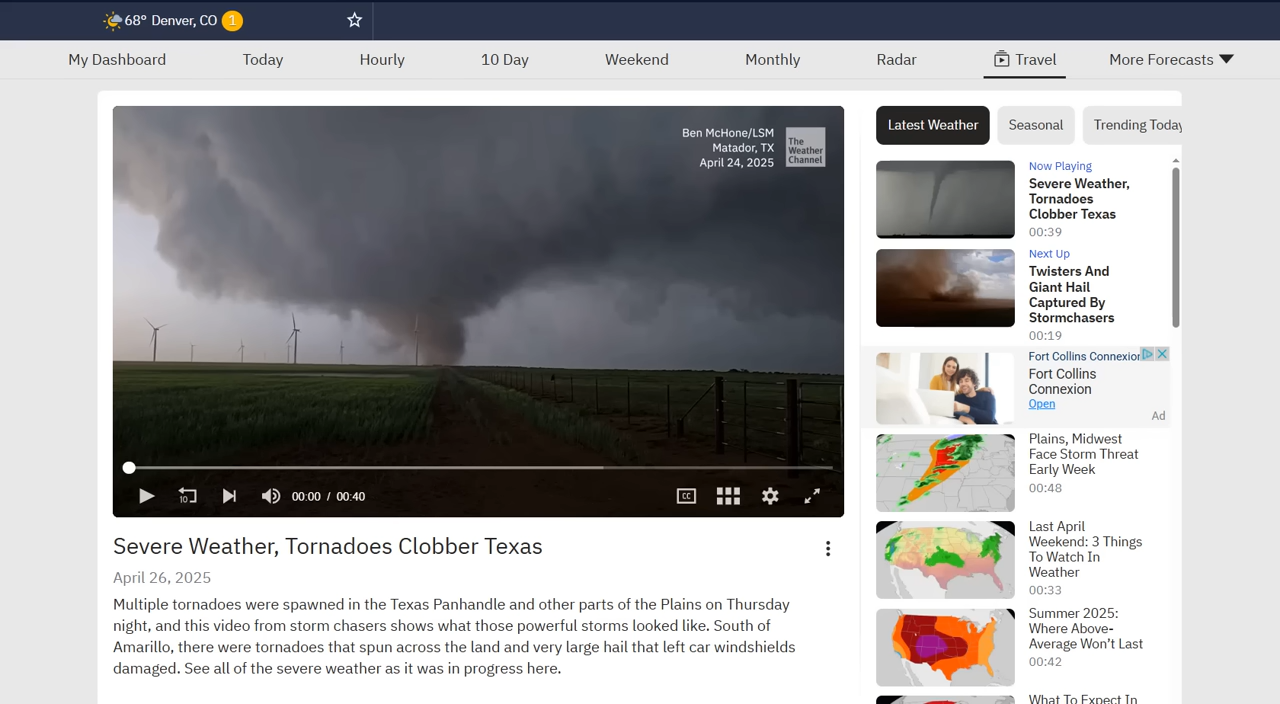 68° Denver, CO 1
My Dashboard Today Hourly 10 Day Weekend Monthly Radar Travel More Forecasts
Ben McHone/LSM
Matador, TX
April 24, 2025
The
Weather
Channel
10
00:00 / 00:40
CC
Severe Weather, Tornadoes Clobber Texas
April 26, 2025
Multiple tornadoes were spawned in the Texas Panhandle and other parts of the Plains on Thursday
night, and this video from storm chasers shows what those powerful storms looked like. South of
Amarillo, there were tornadoes that spun across the land and very large hail that left car windshields
damaged. See all of the severe weather as it was in progress here.
Latest Weather Seasonal Trending Today
Now Playing
Severe Weather,
Tornadoes
Clobber Texas
00:39
Next Up
Twisters And
Giant Hail
Captured By
Stormchasers
00:19
Fort Collins Connexion
Fort Collins
Connexion
Open
Ad
Plains, Midwest
Face Storm Threat
Early Week
00:48
Last April
Weekend: 3 Things
To Watch In
Weather
00:33
Summer 2025:
Where Above-
Average Won't Last
00:42
What To Expect In